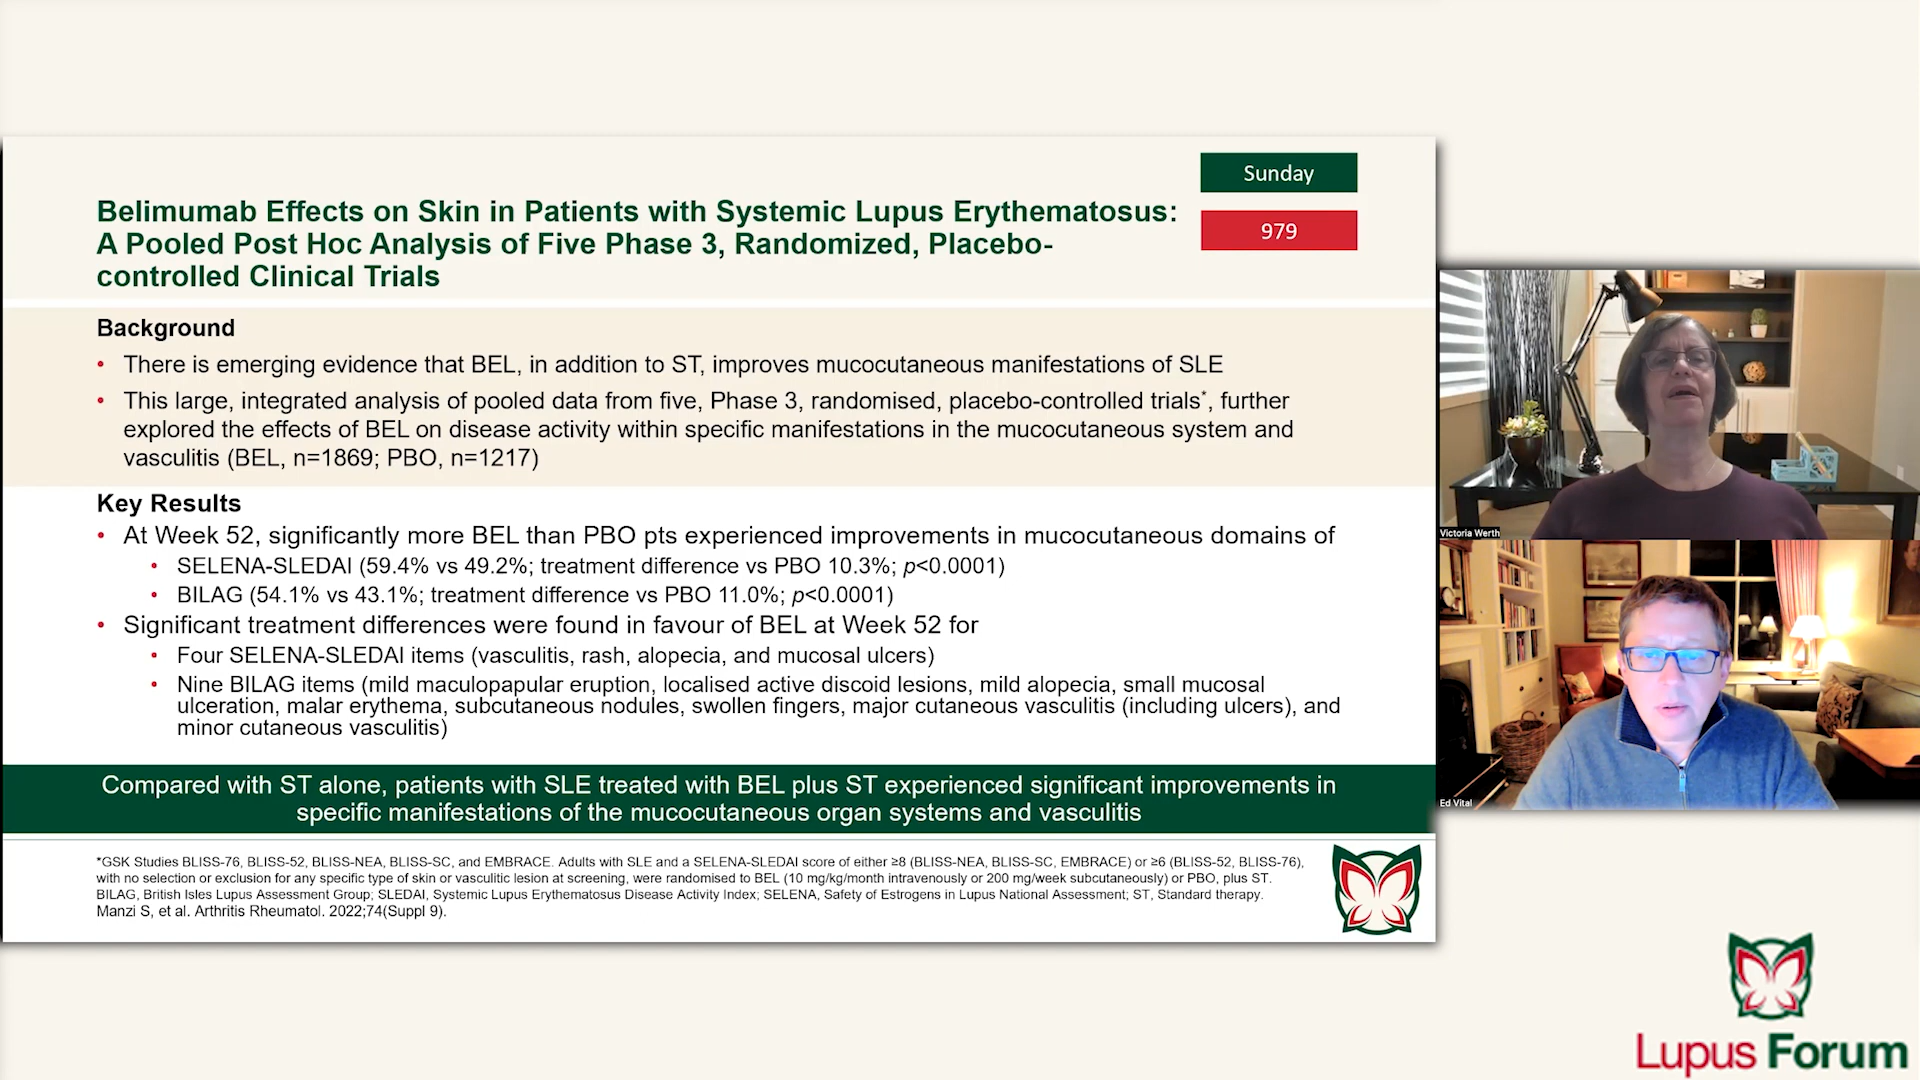 Sunday
979
Belimumab Effects on Skin in Patients with Systemic Lupus Erythematosus:
A Pooled Post Hoc Analysis of Five Phase 3, Randomized, Placebo-
controlled Clinical Trials
Background
• There is emerging evidence that BEL, in addition to ST, improves mucocutaneous manifestations of SLE
• This large, integrated analysis of pooled data from five, Phase 3, randomised, placebo-controlled trials*, further
explored the effects of BEL on disease activity within specific manifestations in the mucocutaneous system and
vasculitis (BEL, n=1869; PBO, n=1217)
Key Results
• At Week 52, significantly more BEL than PBO pts experienced improvements in mucocutaneous domains of
• SELENA-SLEDAI (59.4% vs 49.2%; treatment difference vs PBO 10.3%; p<0.0001)
• BILAG (54.1% vs 43.1%; treatment difference vs PBO 11.0%; p<0.0001)
• Significant treatment differences were found in favour of BEL at Week 52 for
• Four SELENA-SLEDAI items (vasculitis, rash, alopecia, and mucosal ulcers)
• Nine BILAG items (mild maculopapular eruption, localised active discoid lesions, mild alopecia, small mucosal
ulceration, malar erythema, subcutaneous nodules, swollen fingers, major cutaneous vasculitis (including ulcers), and
minor cutaneous vasculitis)
Compared with ST alone, patients with SLE treated with BEL plus ST experienced significant improvements in
specific manifestations of the mucocutaneous organ systems and vasculitis
*GSK Studies BLISS-76, BLISS-52, BLISS-NEA, BLISS-SC, and EMBRACE. Adults with SLE and a SELENA-SLEDAI score of either ≥8 (BLISS-NEA, BLISS-SC, EMBRACE) or ≥6 (BLISS-52, BLISS-76),
with no selection or exclusion for any specific type of skin or vasculitic lesion at screening, were randomised to BEL (10 mg/kg/month intravenously or 200 mg/week subcutaneously) or PBO, plus ST.
BILAG, British Isles Lupus Assessment Group; SLEDAI, Systemic Lupus Erythematosus Disease Activity Index; SELENA, Safety of Estrogens in Lupus National Assessment; ST, Standard therapy.
Manzi S, et al. Arthritis Rheumatol. 2022;74(Suppl 9).
Victoria Werth
Ed Vital
Lupus Forum